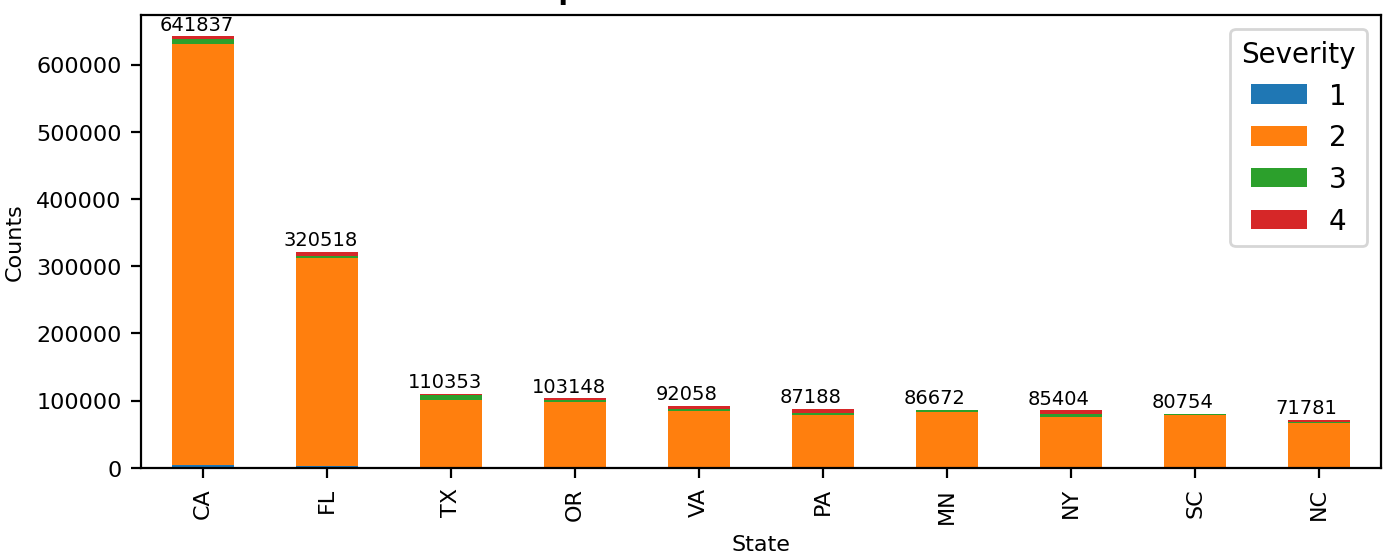 641837
320518
110353
103148
92058
87188
86672
85404
80754
71781
600000
500000
400000
300000
200000
100000
0
Counts
CA
FL
TX
OR
VA
PA
MN
NY
SC
NC
State
Severity
1
2
3
4